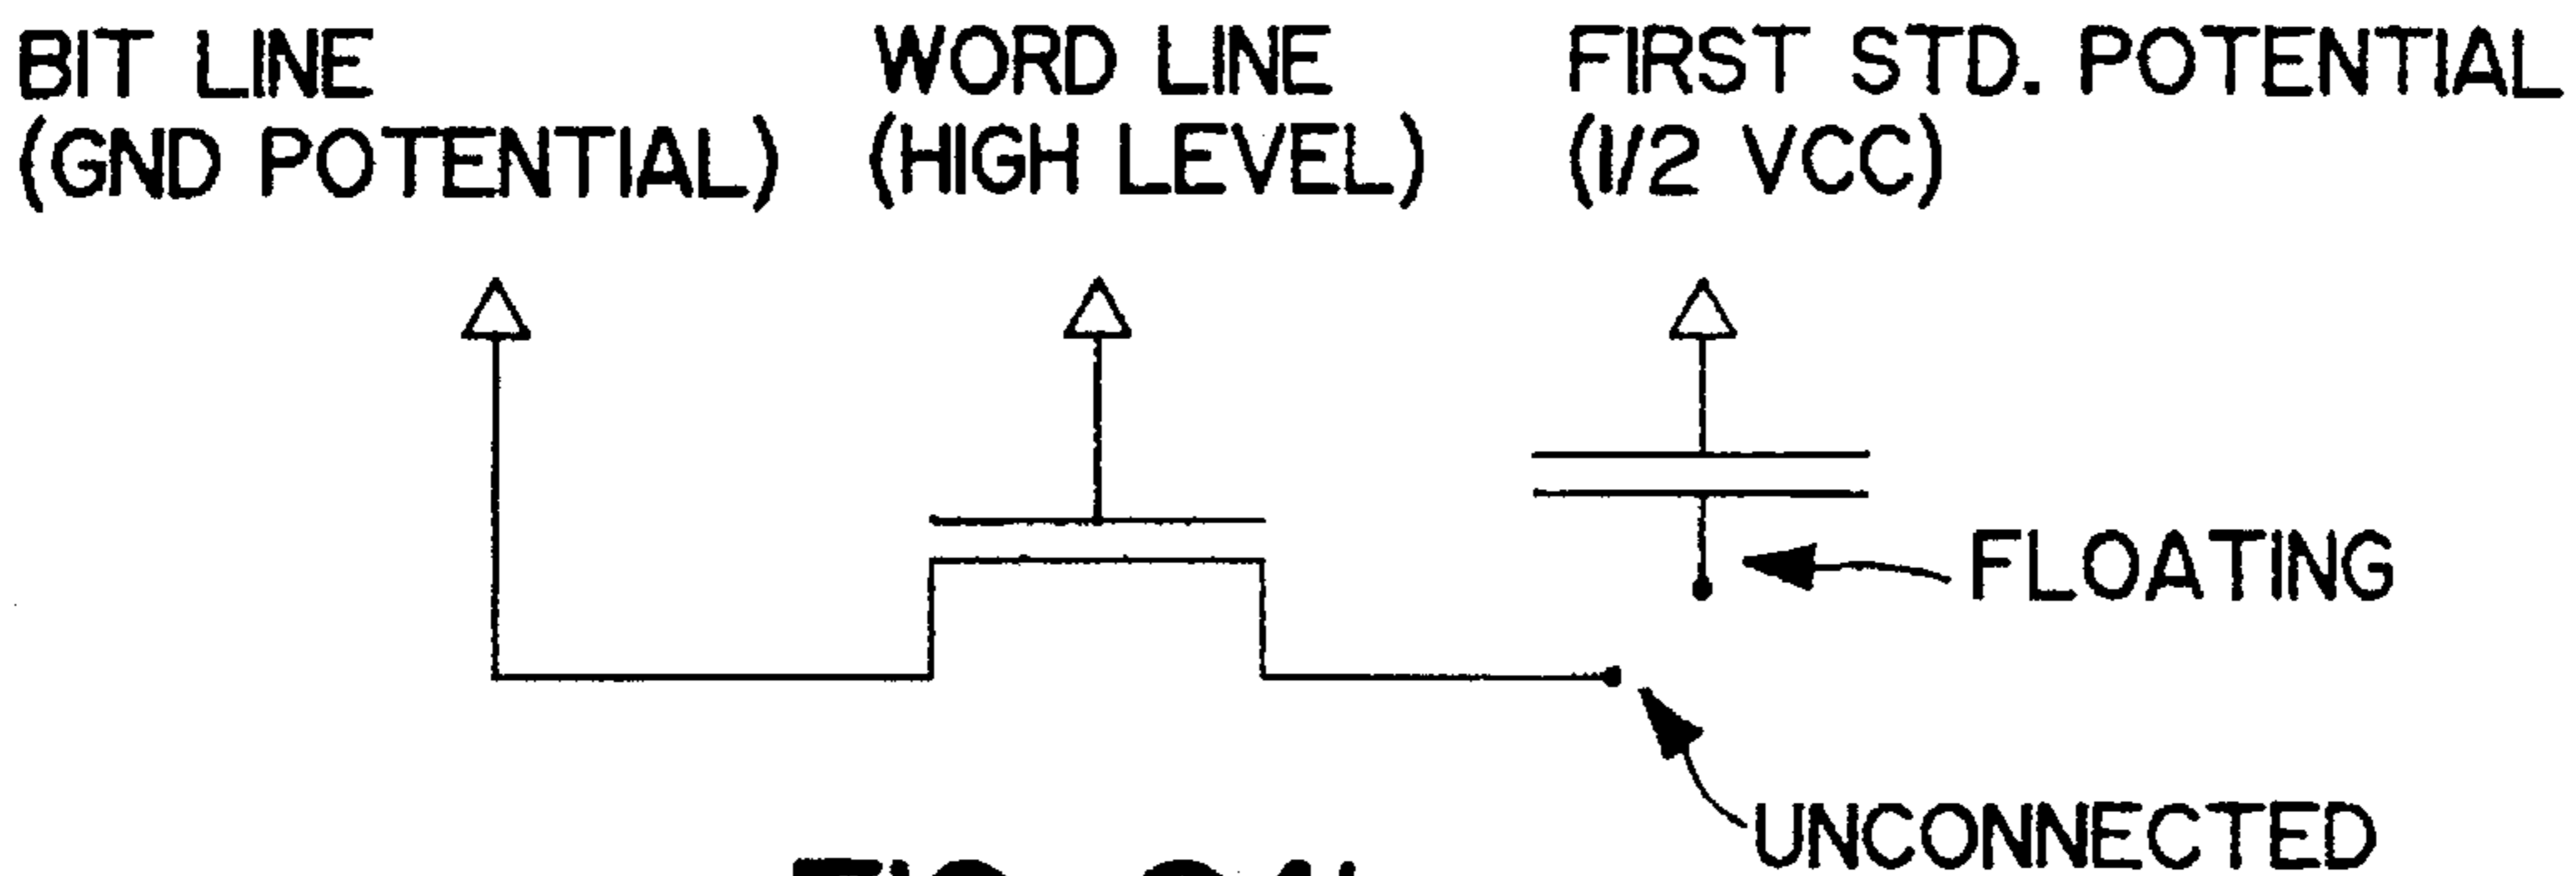 BIT LINE
(GND POTENTIAL)
WORD LINE
(HIGH LEVEL)
FIRST STD. POTENTIAL
(1/2 VCC)
FLOATING
UNCONNECTED